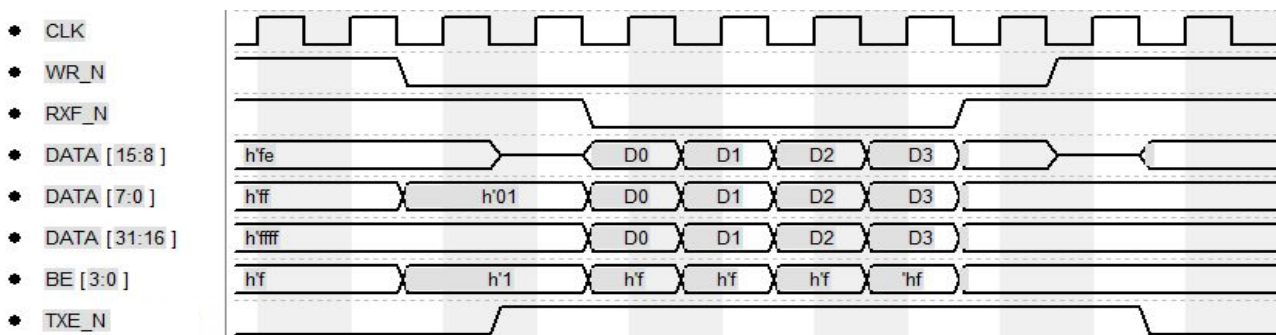 CLK
WR_N
RXF_N
DATA [ 15:8 ] h'fe D0 D1 D2 D3
DATA [7:0 ] h'ff h'01 D0 D1 D2 D3
DATA [ 31:16 ] h'ffff D0 D1 D2 D3
BE [ 3:0 ] h'f h'1 h'f h'f h'f 'hf
TXE_N